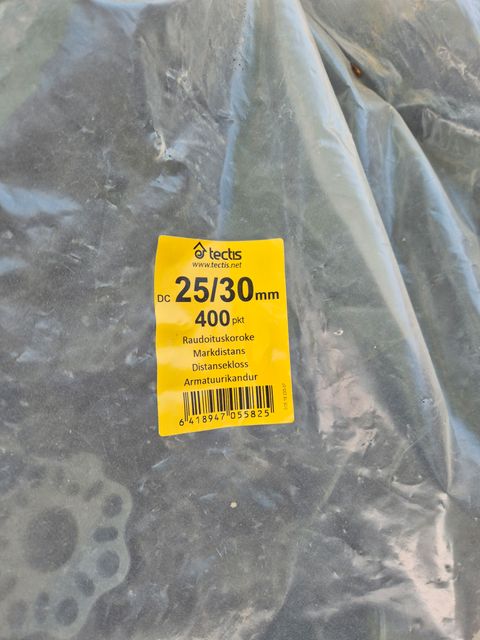 tectis
www.tectis.net
DC 25/30mm
400 pkt
Raudoituskoroke
Markdistans
Distansekloss
Armatuurikandur
6 418947 055825